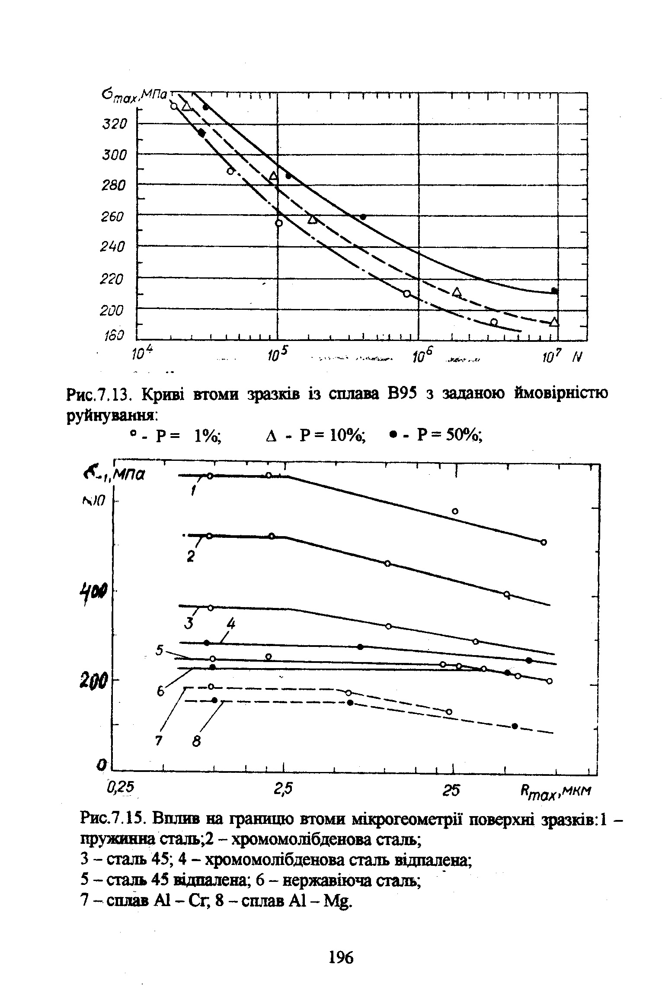 σmax, МПа
320
300
280
260
240
220
200
180
10⁴ 10⁵ 10⁶ 10⁷ N
Рис.7.13. Криві втоми зразків із сплава В95 з заданою ймовірністю
руйнування:
° - Р = 1%; Δ - Р = 10%; ● - Р = 50%;
σ-1, МПа
1
2
400
3 4
5
200
6
7 8
0
0,25 2,5 25 Rmax, мкм
Рис.7.15. Вплив на границю втоми мікрогеометрії поверхні зразків:1 –
пружинна сталь;2 – хромомолібденова сталь;
3 – сталь 45; 4 – хромомолібденова сталь відпалена;
5 – сталь 45 відпалена; 6 – нержавіюча сталь;
7 – сплав Al – Cr, 8 – сплав Al – Mg.
196